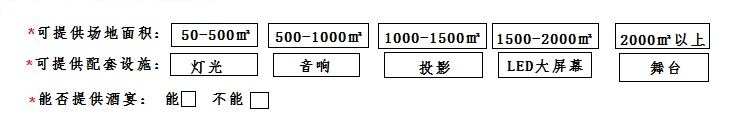 *可提供场地面积： 50-500㎡ 500-1000㎡ 1000-1500㎡ 1500-2000㎡ 2000㎡以上
*可提供配套设施： 灯光 音响 投影 LED大屏幕 舞台
*能否提供酒宴： 能 不能